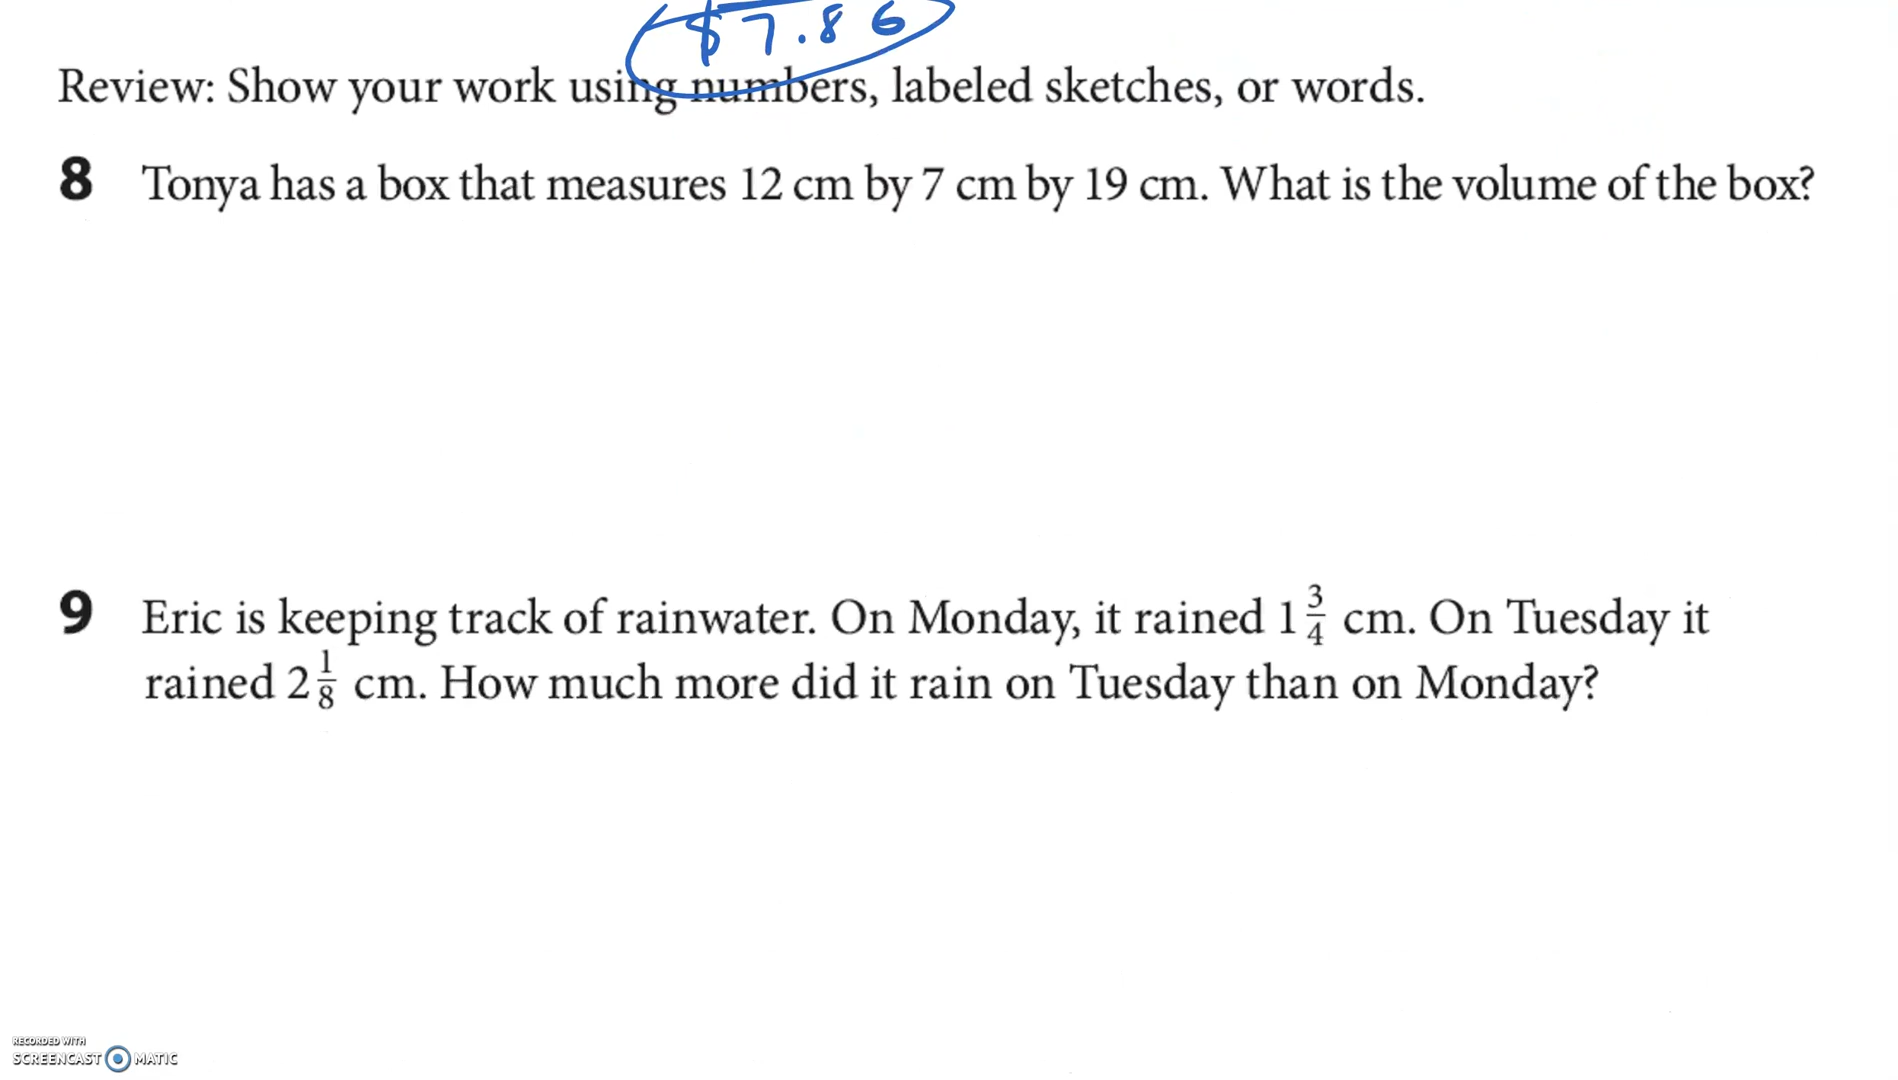 $7.86
Review: Show your work using numbers, labeled sketches, or words.
8 Tonya has a box that measures 12 cm by 7 cm by 19 cm. What is the volume of the box?
9 Eric is keeping track of rainwater. On Monday, it rained 1 3/4 cm. On Tuesday it
rained 2 1/8 cm. How much more did it rain on Tuesday than on Monday?
RECORDED WITH
SCREENCAST MATIC